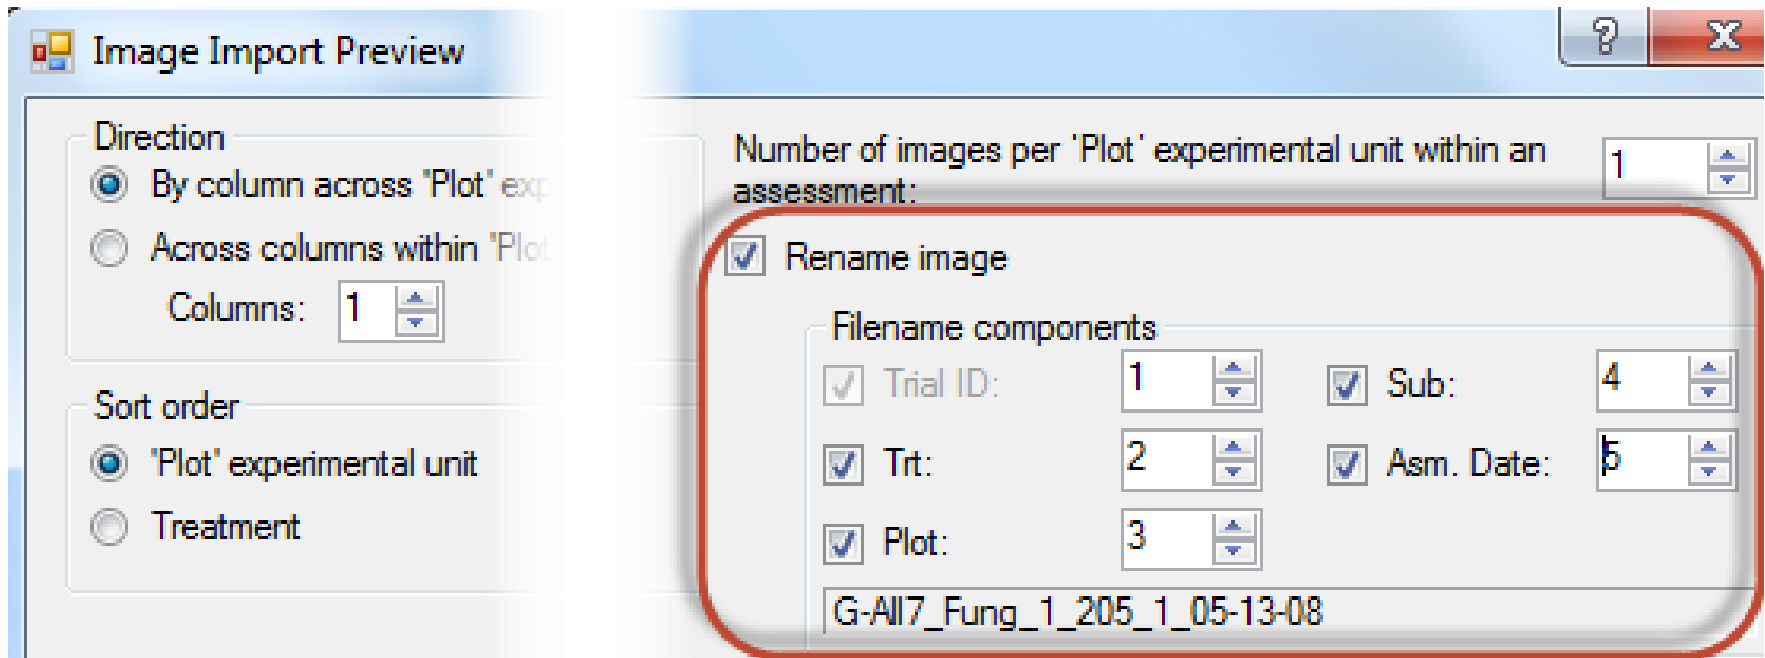 Image Import Preview
Direction
By column across 'Plot' exp
Across columns within 'Plot
Columns: 1
Sort order
'Plot' experimental unit
Treatment
?
Number of images per 'Plot' experimental unit within an
assessment: 1
Rename image
Filename components
Trial ID: 1 Sub: 4
Trt: 2 Asm. Date: 5
Plot: 3
G-All7_Fung_1_205_1_05-13-08